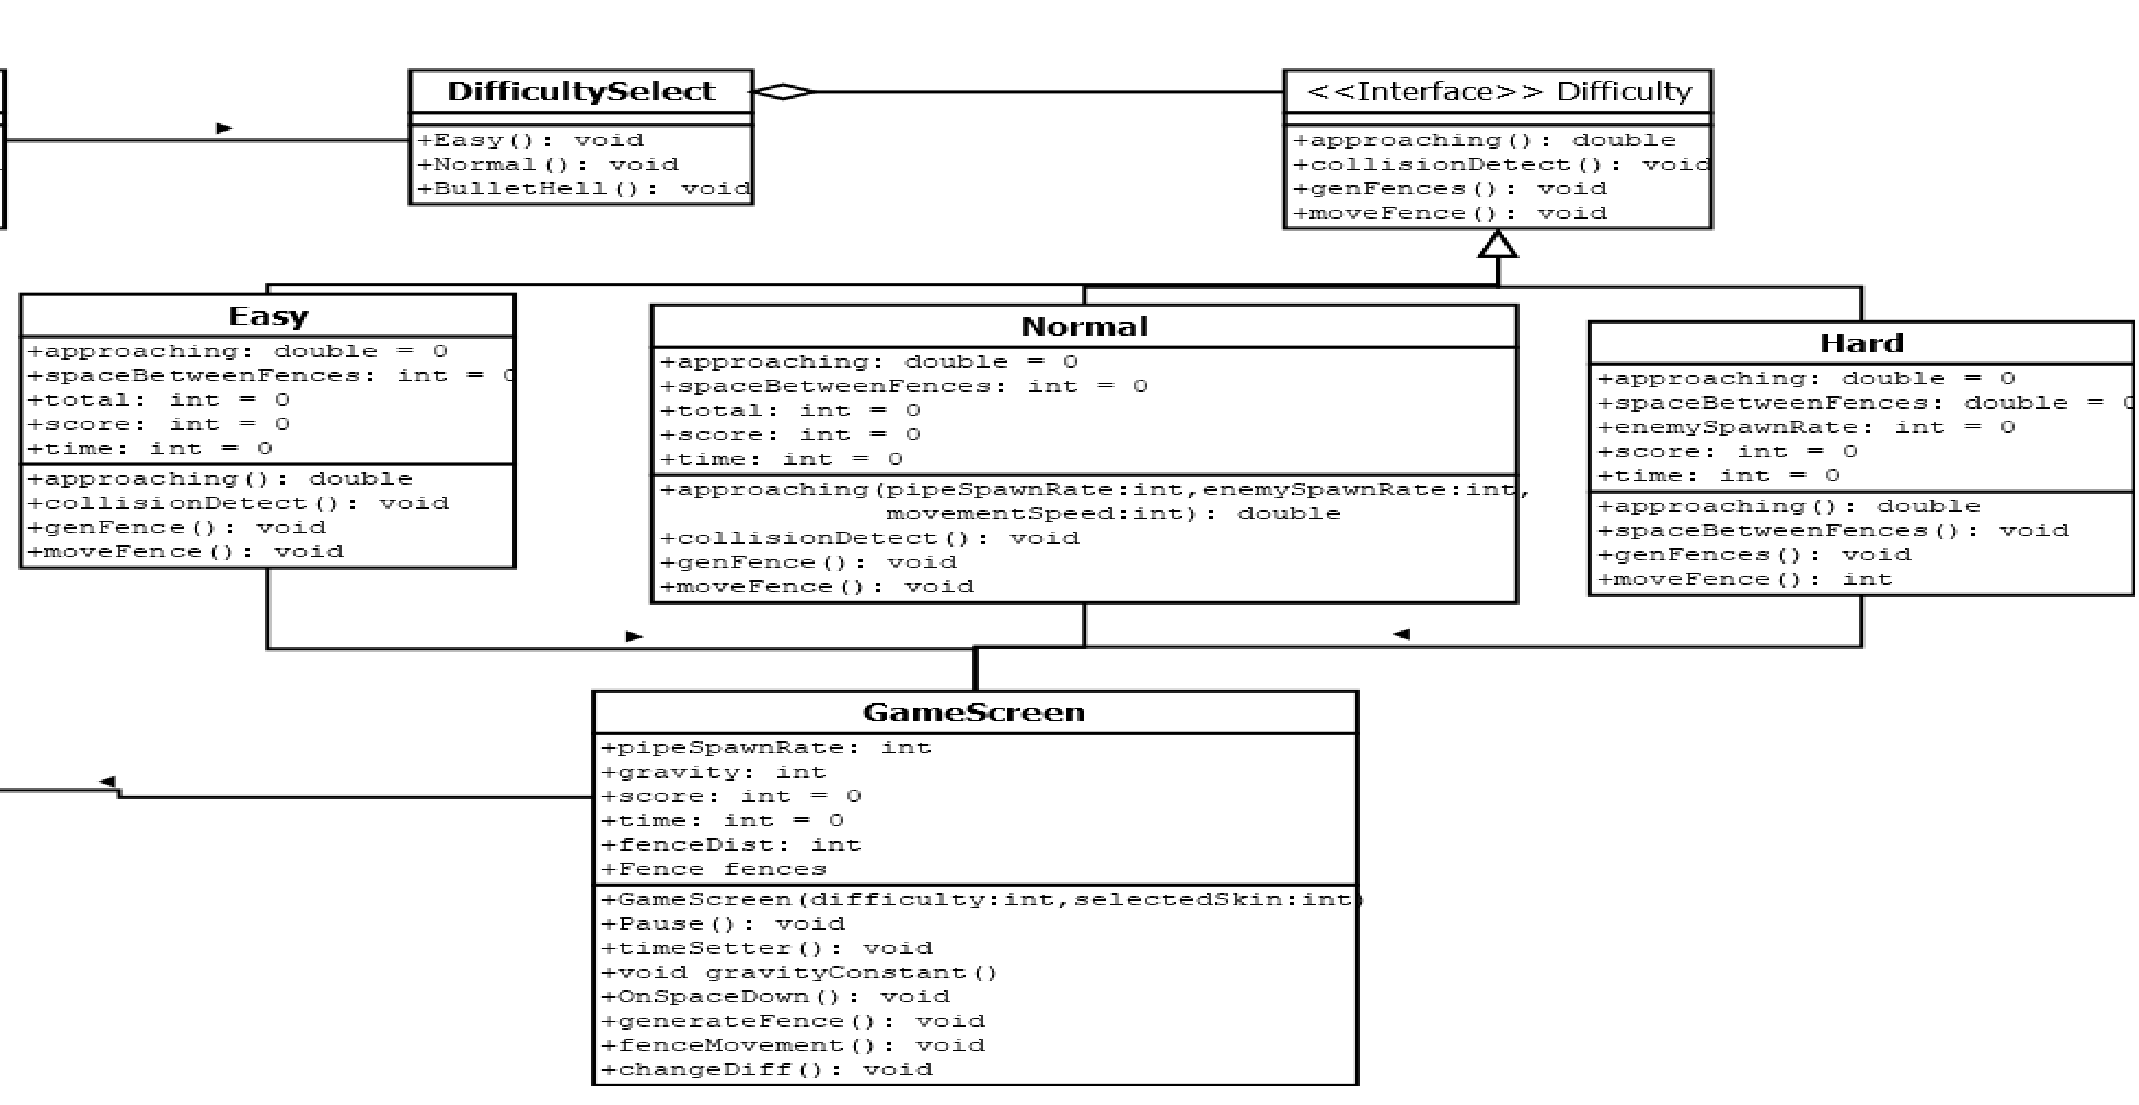 DifficultySelect
+Easy(): void
+Normal(): void
+BulletHell(): void
<<Interface>> Difficulty
+approaching(): double
+collisionDetect(): void
+genFences(): void
+moveFence(): void
Easy
+approaching: double = 0
+spaceBetweenFences: int = 0
+total: int = 0
+score: int = 0
+time: int = 0
+approaching(): double
+collisionDetect(): void
+genFence(): void
+moveFence(): void
Normal
+approaching: double = 0
+spaceBetweenFences: int = 0
+total: int = 0
+score: int = 0
+time: int = 0
+approaching(pipeSpawnRate:int,enemySpawnRate:int,
movementSpeed:int): double
+collisionDetect(): void
+genFence(): void
+moveFence(): void
Hard
+approaching: double = 0
+spaceBetweenFences: double = 0
+enemySpawnRate: int = 0
+score: int = 0
+time: int = 0
+approaching(): double
+spaceBetweenFences(): void
+genFences(): void
+moveFence(): int
GameScreen
+pipeSpawnRate: int
+gravity: int
+score: int = 0
+time: int = 0
+fenceDist: int
+Fence fences
+GameScreen(difficulty:int,selectedSkin:int)
+Pause(): void
+timeSetter(): void
+void gravityConstant()
+OnSpaceDown(): void
+generateFence(): void
+fenceMovement(): void
+changeDiff(): void